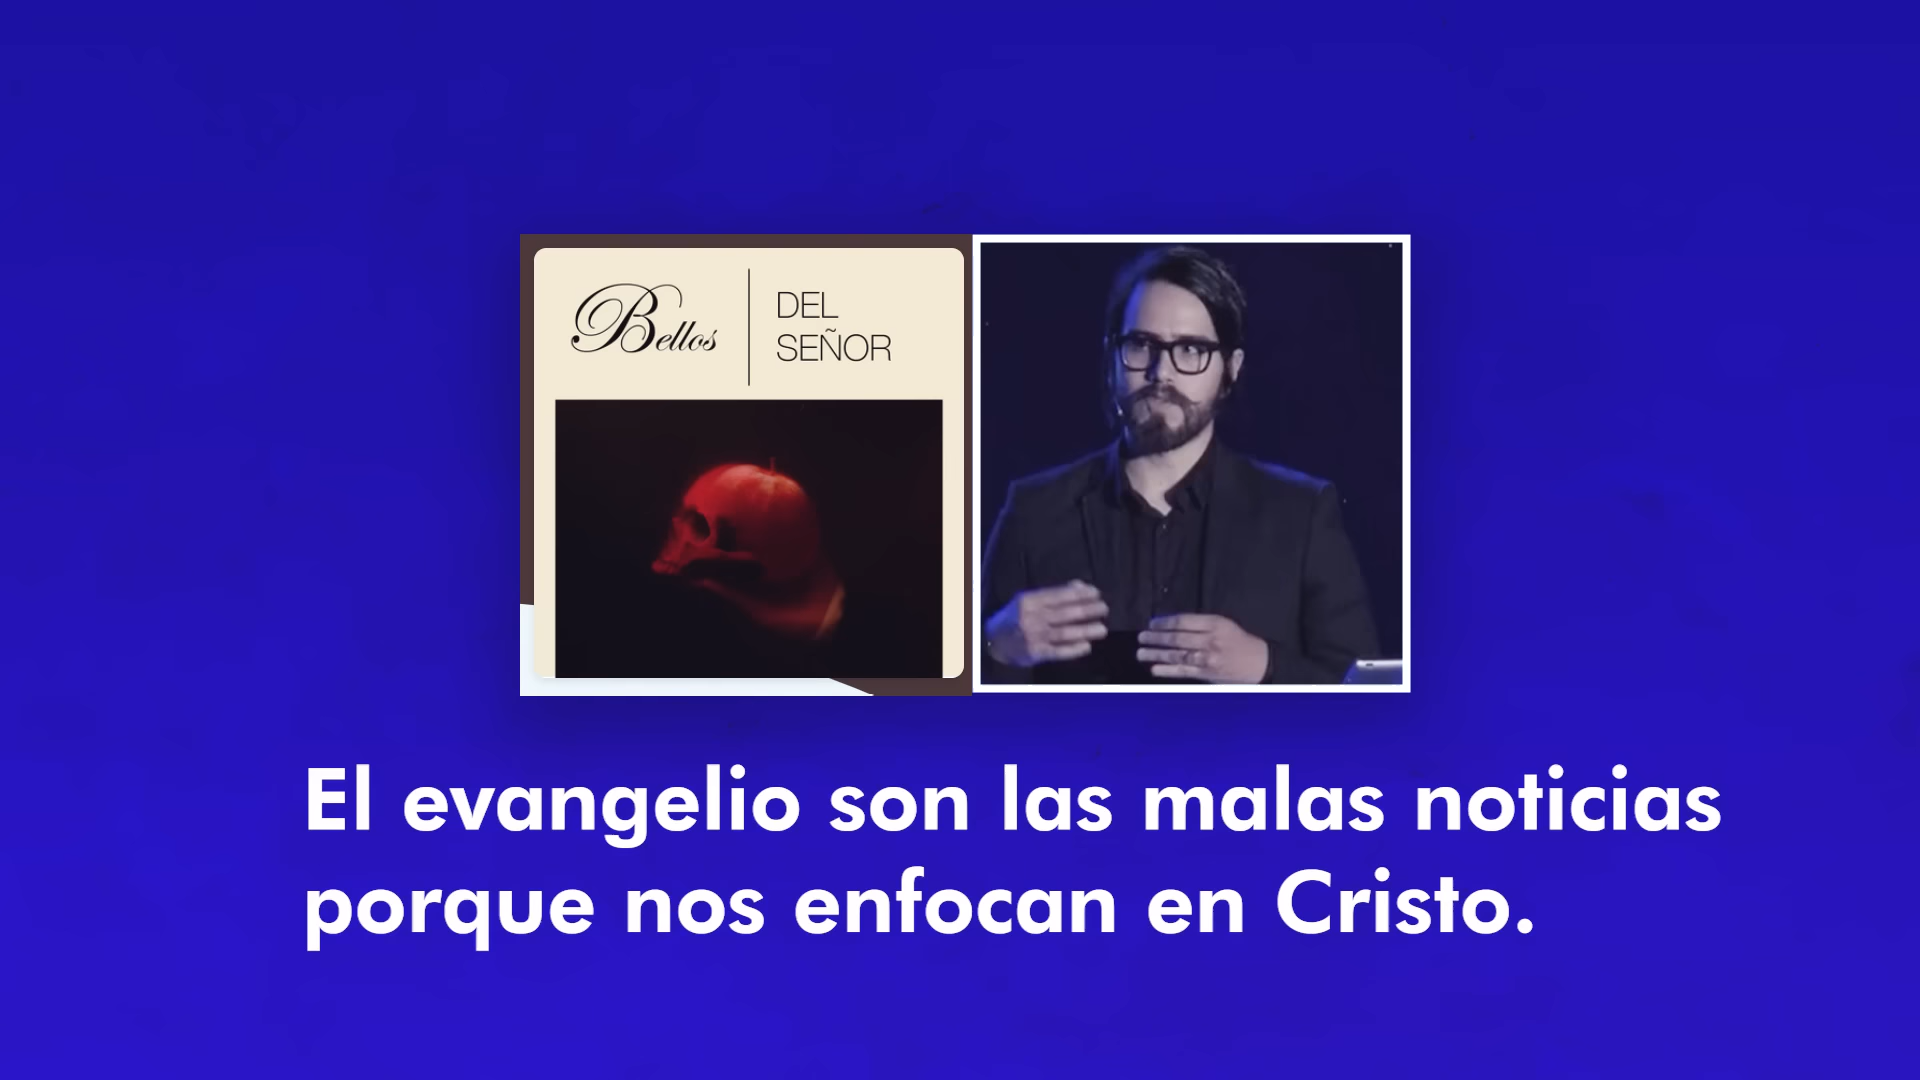 Bellos
DEL
SEÑOR
El evangelio son las malas noticias
porque nos enfocan en Cristo.